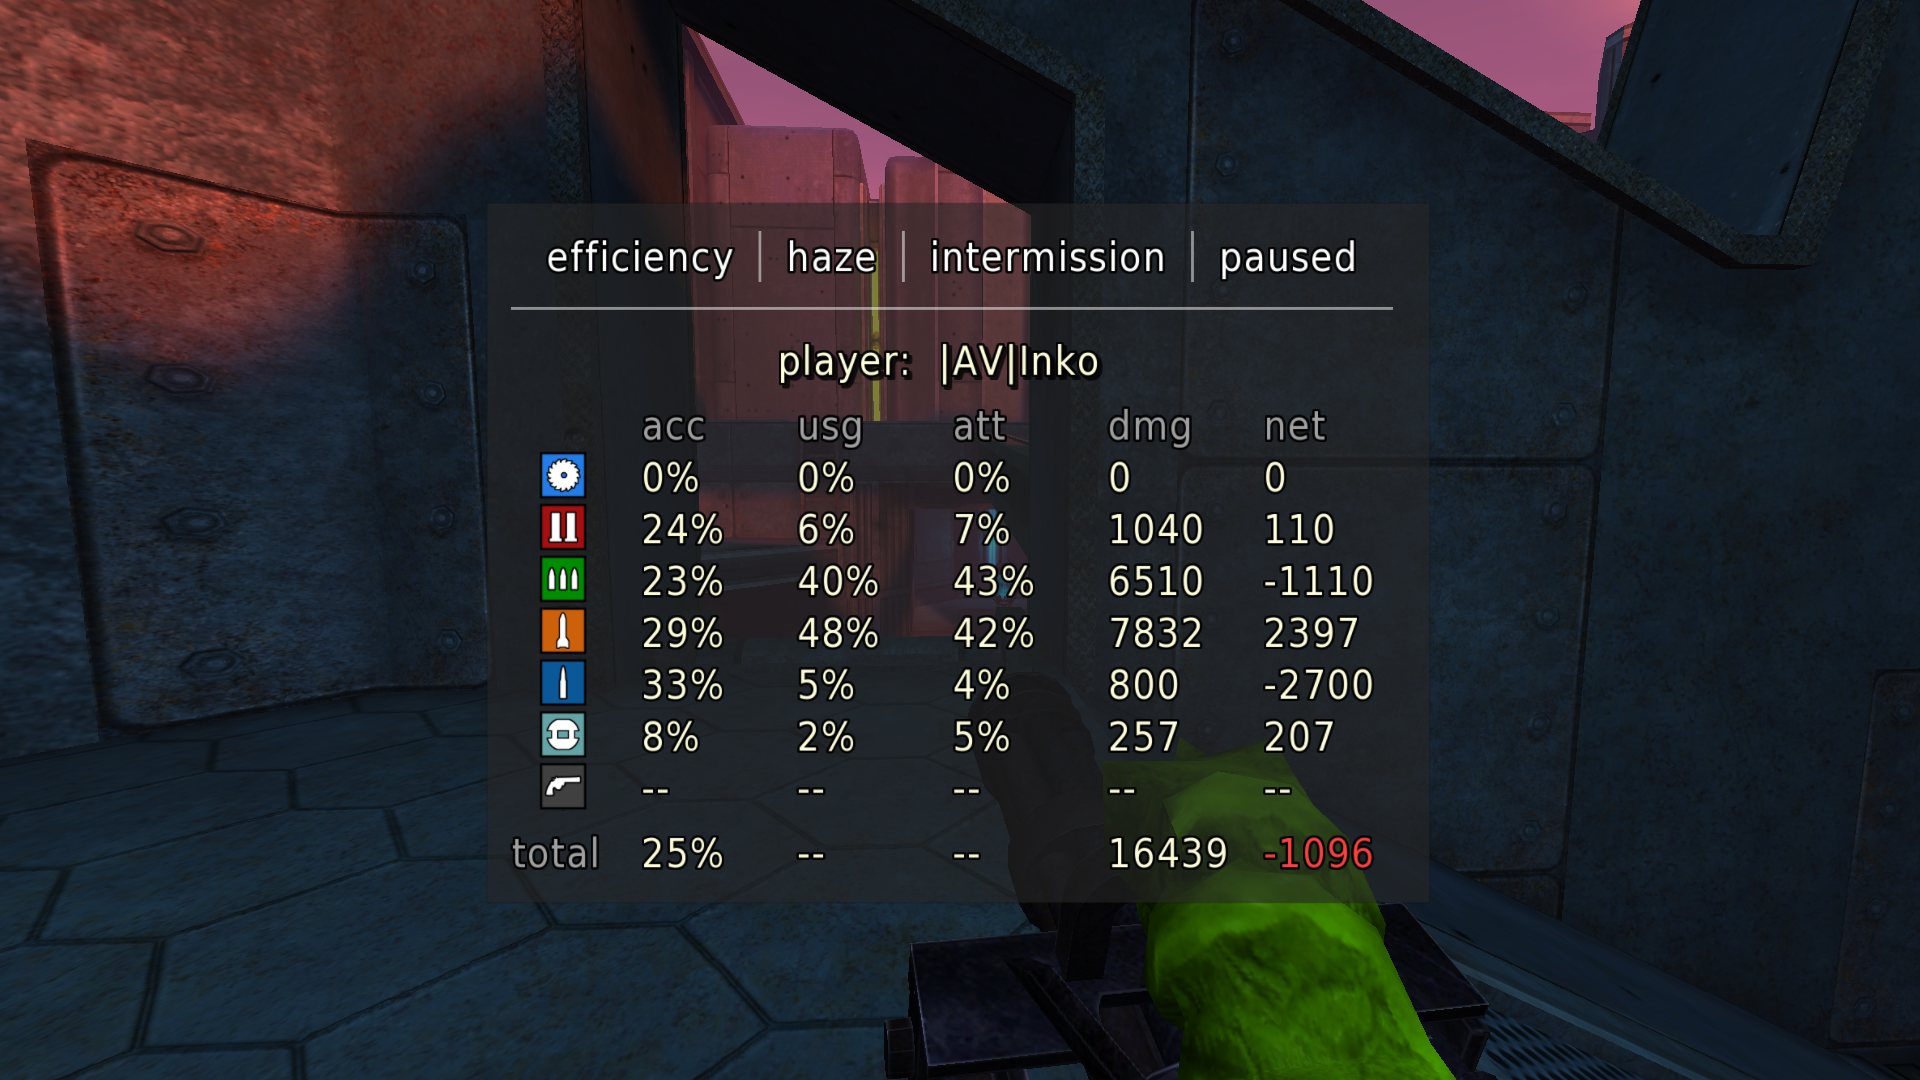 efficiency | haze | intermission | paused
player: |AV|Inko
acc usg att dmg net
0% 0% 0% 0 0
24% 6% 7% 1040 110
23% 40% 43% 6510 -1110
29% 48% 42% 7832 2397
33% 5% 4% 800 -2700
8% 2% 5% 257 207
-- -- -- -- --
total 25% -- -- 16439 -1096